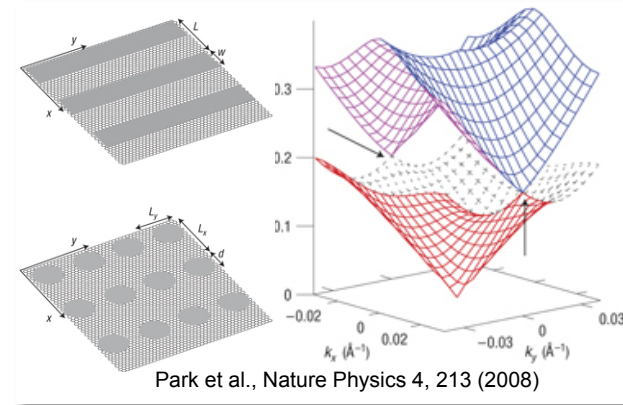 y
L
w
x
L_y
L_x
y
d
x
0.3
0.2
0.1
0
−0.02
0
0.02
k_x (Å⁻¹)
−0.03
0
k_y (Å⁻¹)
0.03
Park et al., Nature Physics 4, 213 (2008)